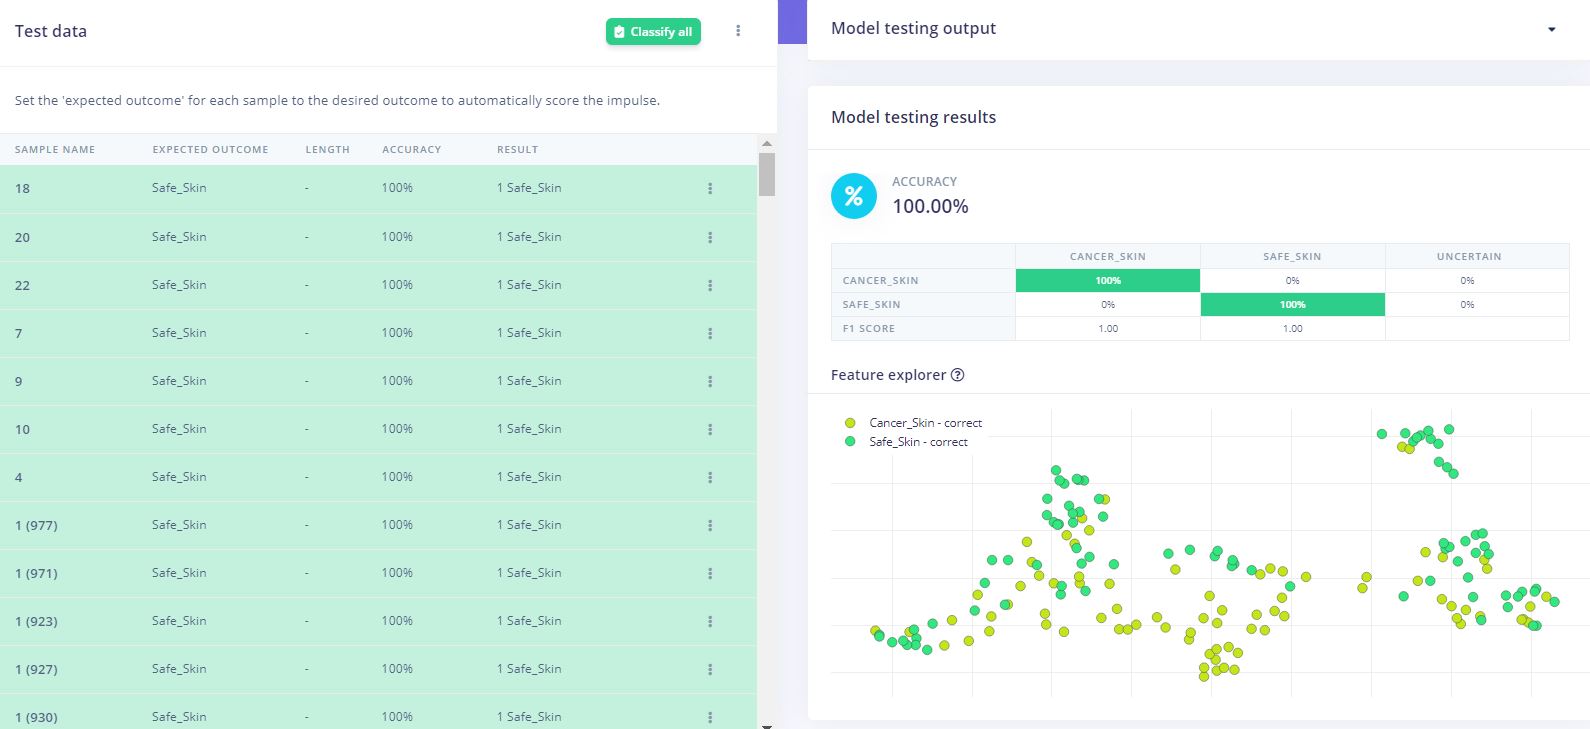 Test data
Classify all
Set the 'expected outcome' for each sample to the desired outcome to automatically score the impulse.
SAMPLE NAME EXPECTED OUTCOME LENGTH ACCURACY RESULT
18 Safe_Skin - 100% 1 Safe_Skin
20 Safe_Skin - 100% 1 Safe_Skin
22 Safe_Skin - 100% 1 Safe_Skin
7 Safe_Skin - 100% 1 Safe_Skin
9 Safe_Skin - 100% 1 Safe_Skin
10 Safe_Skin - 100% 1 Safe_Skin
4 Safe_Skin - 100% 1 Safe_Skin
1 (977) Safe_Skin - 100% 1 Safe_Skin
1 (971) Safe_Skin - 100% 1 Safe_Skin
1 (923) Safe_Skin - 100% 1 Safe_Skin
1 (927) Safe_Skin - 100% 1 Safe_Skin
1 (930) Safe_Skin - 100% 1 Safe_Skin
Model testing output
Model testing results
%
ACCURACY
100.00%
CANCER_SKIN SAFE_SKIN UNCERTAIN
CANCER_SKIN 100% 0% 0%
SAFE_SKIN 0% 100% 0%
F1 SCORE 1.00 1.00
Feature explorer ?
Cancer_Skin - correct
Safe_Skin - correct